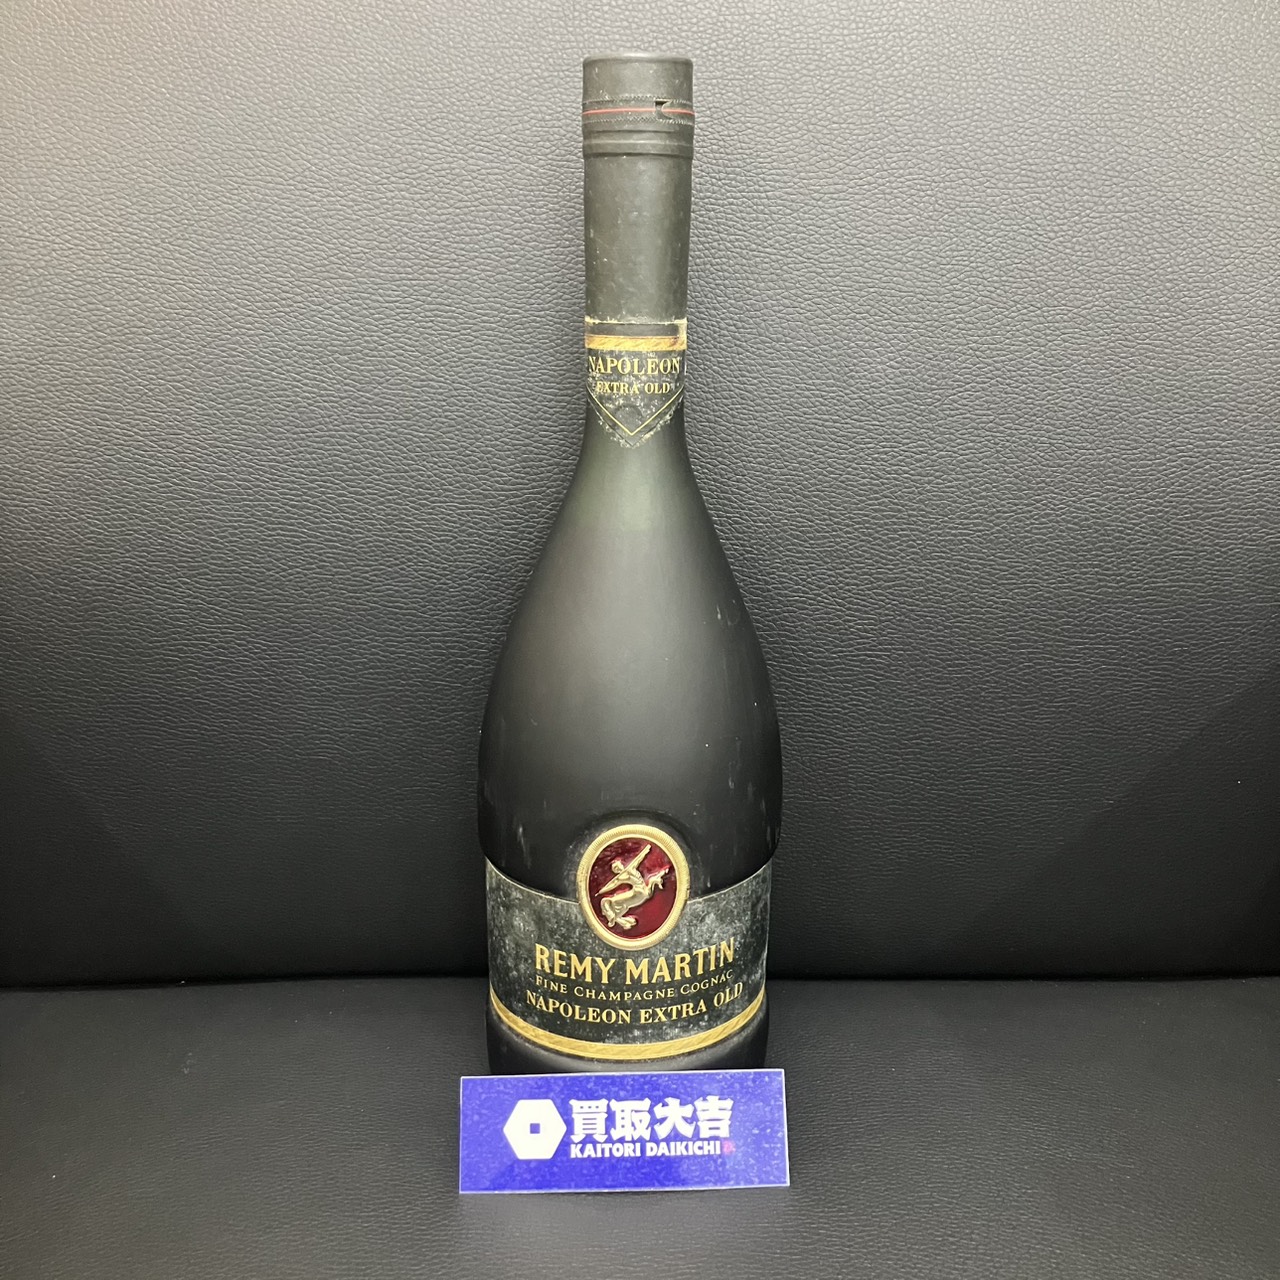 NAPOLEON
EXTRA OLD
REMY MARTIN
FINE CHAMPAGNE COGNAC
NAPOLEON EXTRA OLD
買取大吉
KAITORI DAIKICHI